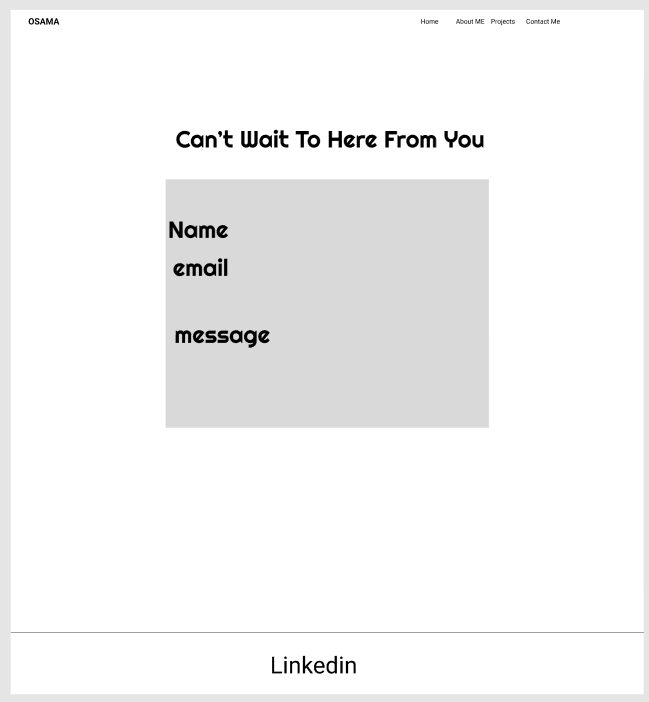 OSAMA
Home About ME Projects Contact Me
Can't Wait To Here From You
Name
email
message
Linkedin